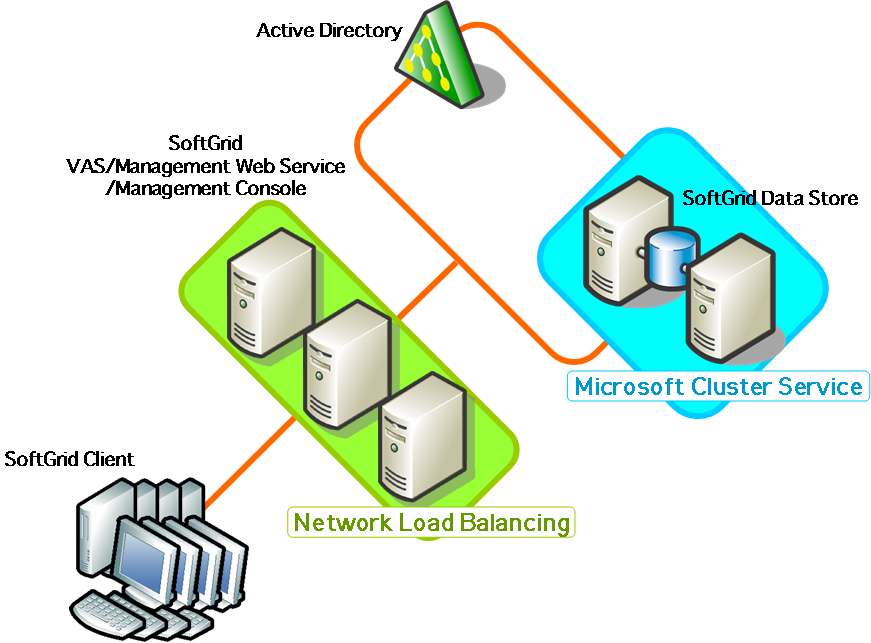 Active Directory
SoftGrid
VAS/Management Web Service
/Management Console
SoftGrid Data Store
Microsoft Cluster Service
SoftGrid Client
Network Load Balancing